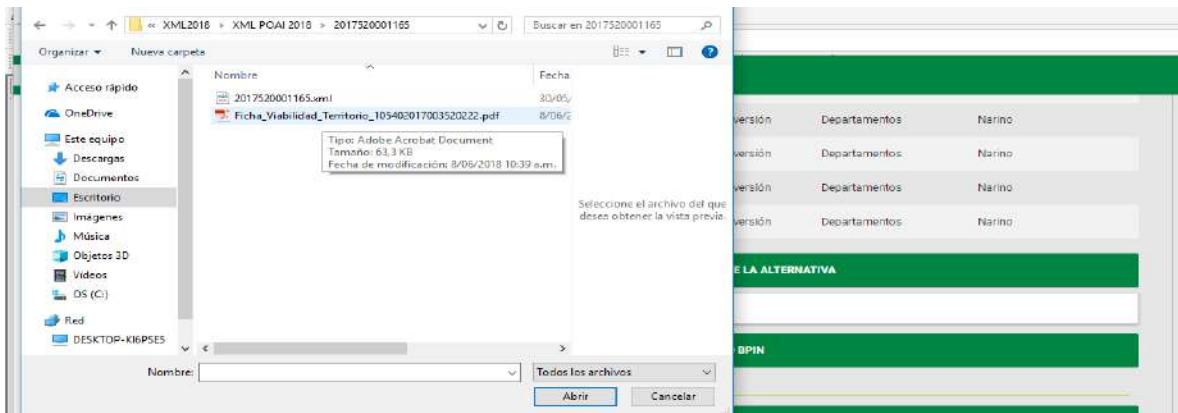 « XML2018 > XML POAI 2018 > 2017520001165
Buscar en 2017520001165
Organizar
Nueva carpeta
Acceso rápido
OneDrive
Este equipo
Descargas
Documentos
Escritorio
Imágenes
Música
Objetos 3D
Vídeos
OS (C:)
Red
DESKTOP-KI6PSE5
Nombre
Fecha
2017520001165.xml
30/05/
Ficha_Viabilidad_Territorio_105402017003520222.pdf
8/06/2
Tipo: Adobe Acrobat Document
Tamaño: 63,3 KB
Fecha de modificación: 8/06/2018 10:39 a.m.
Seleccione el archivo del que
desea obtener la vista previa.
Nombre:
Todos los archivos
Abrir
Cancelar
versión Departamentos Narino
versión Departamentos Narino
versión Departamentos Narino
versión Departamentos Narino
E LA ALTERNATIVA
BPIN